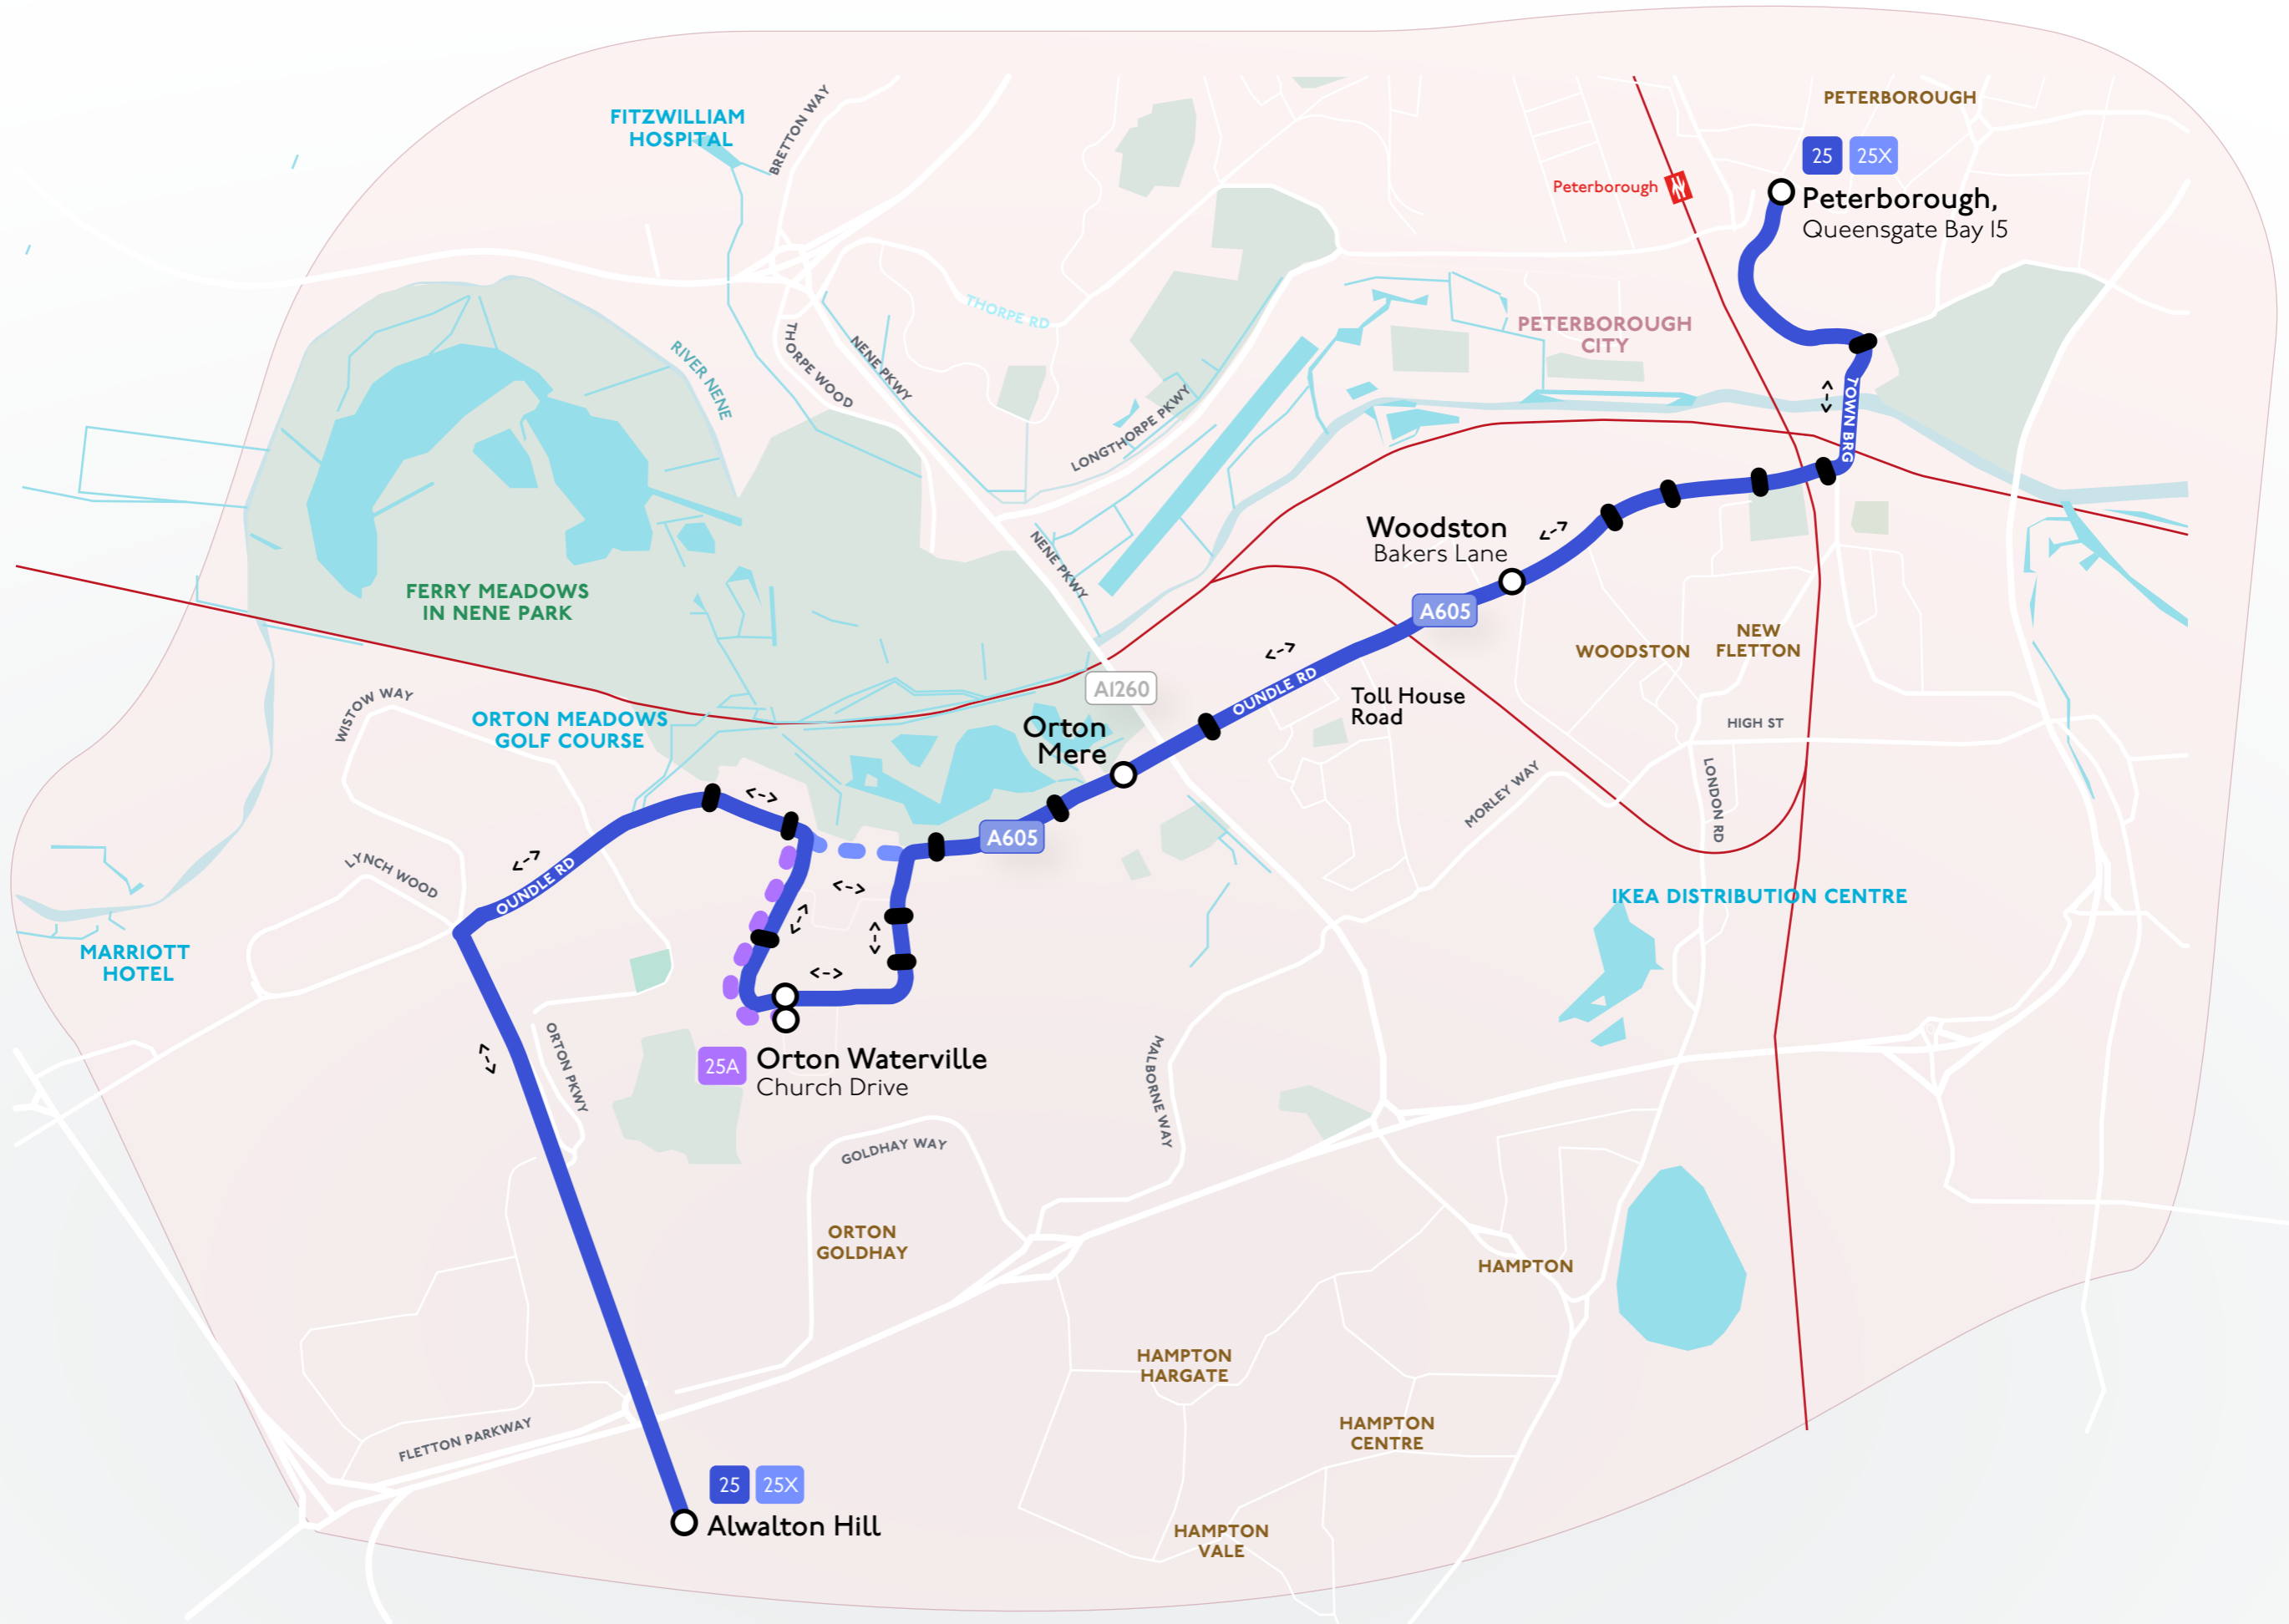 PETERBOROUGH
FITZWILLIAM
HOSPITAL
BRETTON WAY
25
25X
Peterborough
Peterborough,
Queensgate Bay 15
THORPE RD
PETERBOROUGH
CITY
RIVER NENE
THORPE WOOD
NENE PKWY
LONGTHORPE PKWY
TOWN BRG
NENE PKWY
Woodston
Bakers Lane
FERRY MEADOWS
IN NENE PARK
A605
WOODSTON
NEW
FLETTON
A1260
OUNDLE RD
Toll House
Road
WISTOW WAY
ORTON MEADOWS
GOLF COURSE
Orton
Mere
HIGH ST
LONDON RD
MORLEY WAY
A605
LYNCH WOOD
OUNDLE RD
IKEA DISTRIBUTION CENTRE
MARRIOTT
HOTEL
25A
Orton Waterville
Church Drive
ORTON PKWY
MALBORNE WAY
GOLDHAY WAY
ORTON
GOLDHAY
HAMPTON
HAMPTON
HARGATE
HAMPTON
CENTRE
FLETTON PARKWAY
25
25X
Alwalton Hill
HAMPTON
VALE